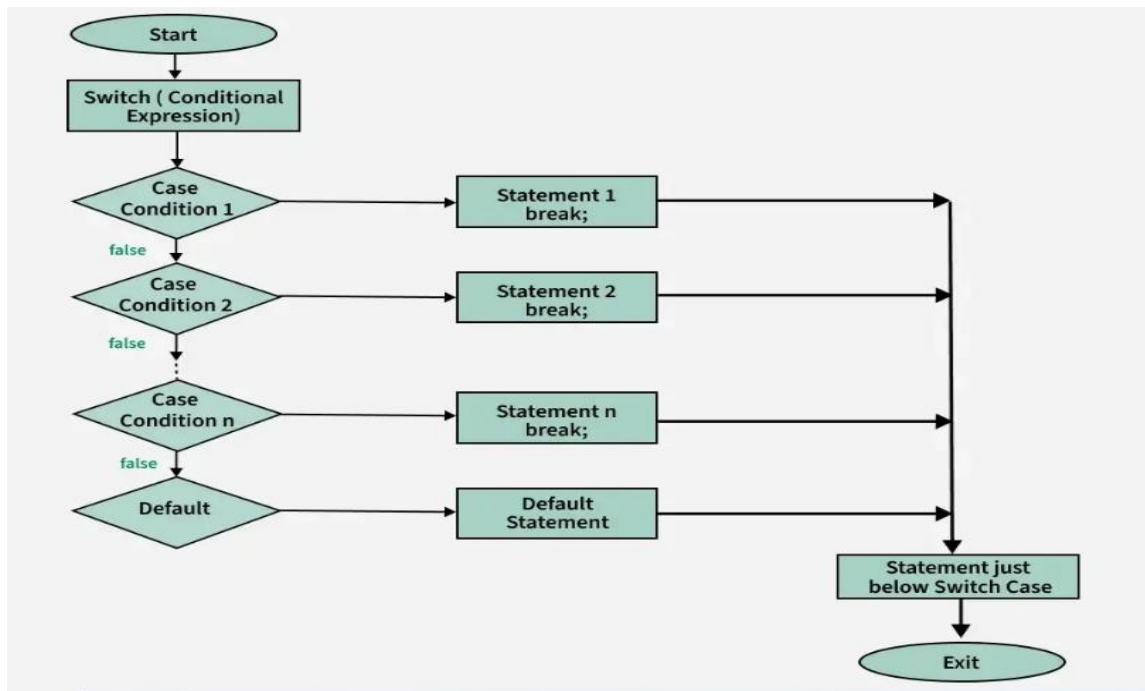 Start
Switch ( Conditional
Expression)
Case
Condition 1
Statement 1
break;
false
Case
Condition 2
Statement 2
break;
false
Case
Condition n
Statement n
break;
false
Default
Default
Statement
Statement just
below Switch Case
Exit